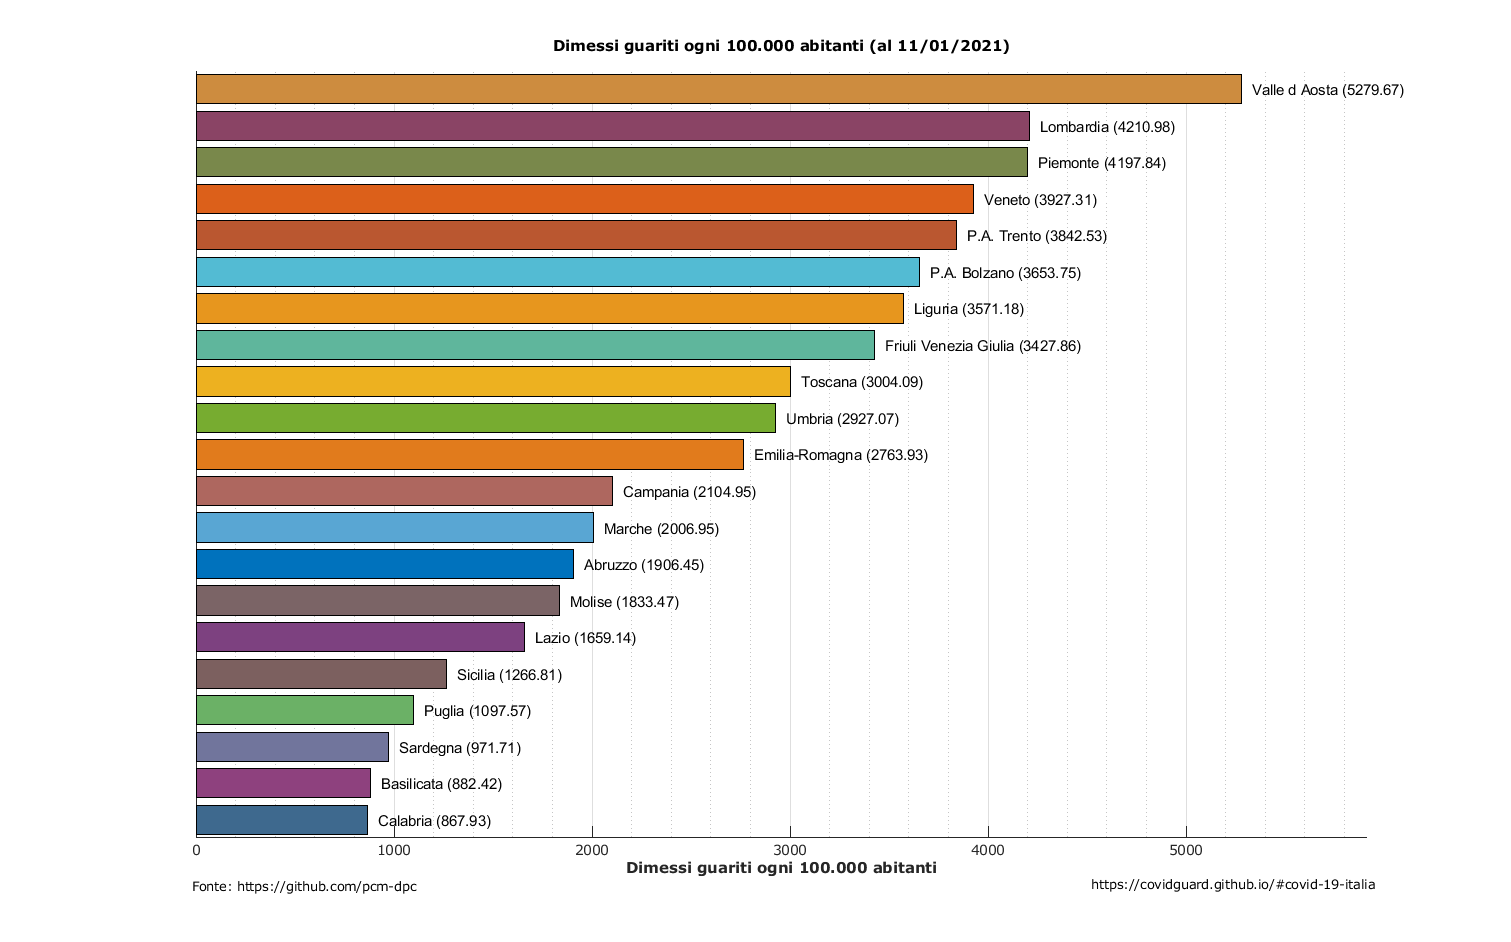 Dimessi guariti ogni 100.000 abitanti (al 11/01/2021)
Valle d Aosta (5279.67)
Lombardia (4210.98)
Piemonte (4197.84)
Veneto (3927.31)
P.A. Trento (3842.53)
P.A. Bolzano (3653.75)
Liguria (3571.18)
Friuli Venezia Giulia (3427.86)
Toscana (3004.09)
Umbria (2927.07)
Emilia-Romagna (2763.93)
Campania (2104.95)
Marche (2006.95)
Abruzzo (1906.45)
Molise (1833.47)
Lazio (1659.14)
Sicilia (1266.81)
Puglia (1097.57)
Sardegna (971.71)
Basilicata (882.42)
Calabria (867.93)
0 1000 2000 3000 4000 5000
Dimessi guariti ogni 100.000 abitanti
Fonte: https://github.com/pcm-dpc
https://covidguard.github.io/#covid-19-italia